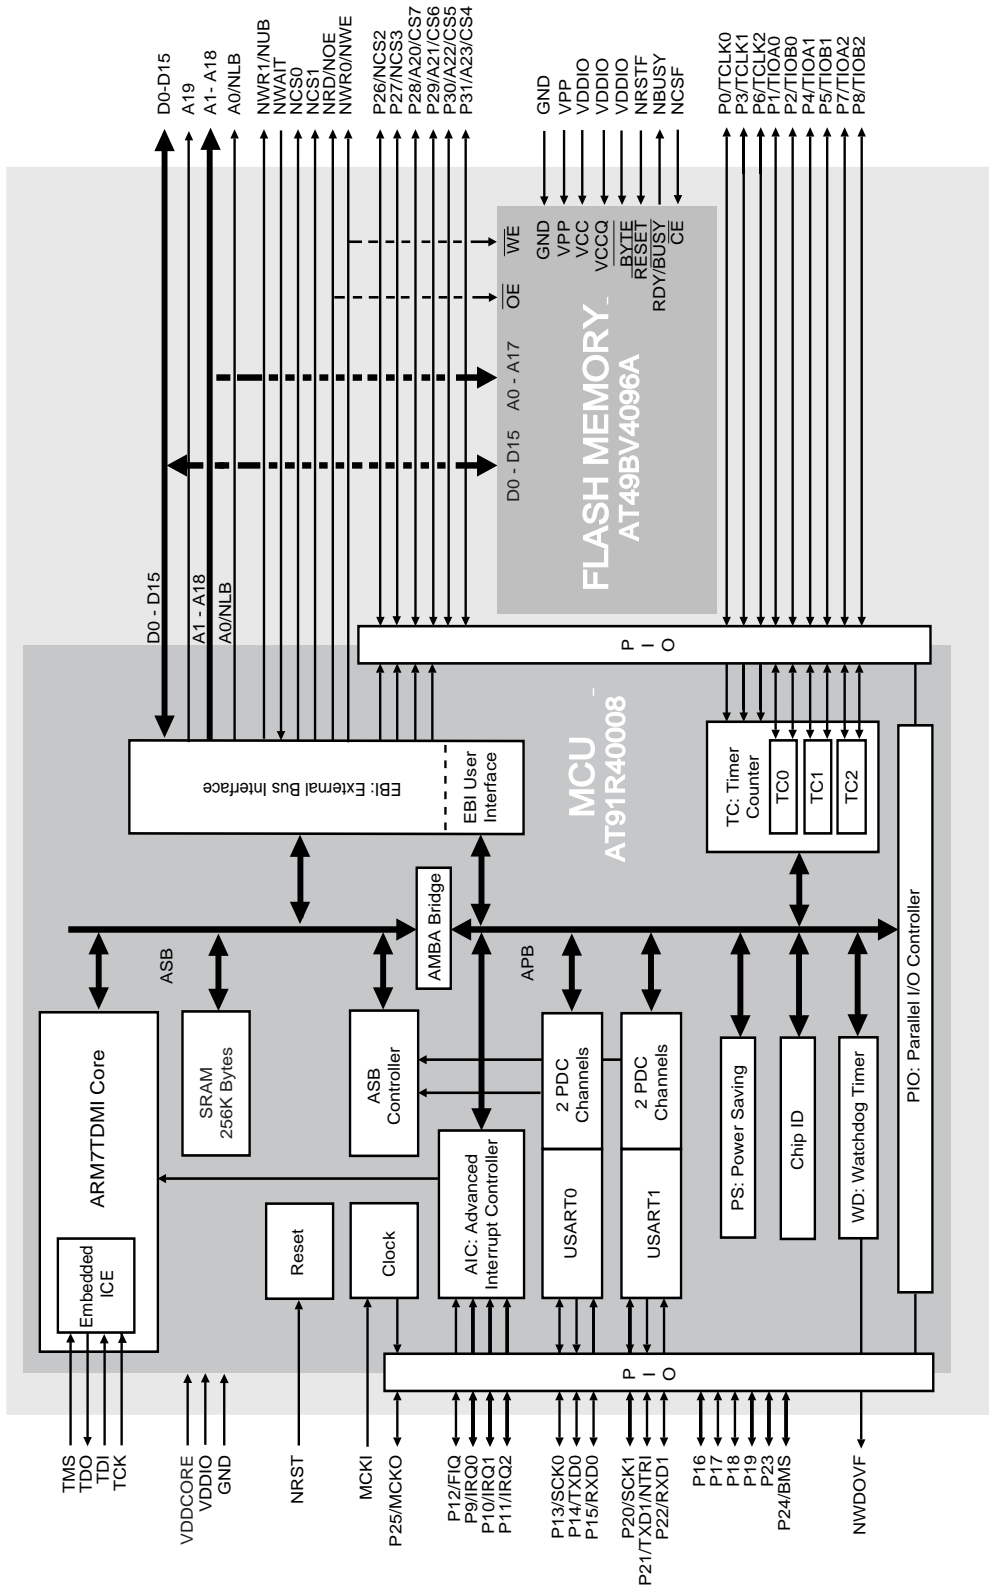 TMS
TDO
TDI
TCK
VDDCORE
VDDIO
GND
NRST
MCKI
P25/MCKO
P12/FIQ
P9/IRQ0
P10/IRQ1
P11/IRQ2
P13/SCK0
P14/TXD0
P15/RXD0
P20/SCK1
P21/TXD1/NTRI
P22/RXD1
P16
P17
P18
P19
P23
P24/BMS
NWDOVF
P
I
O
Embedded
ICE
ARM7TDMI Core
Reset
Clock
SRAM
256K Bytes
ASB
Controller
AIC: Advanced
Interrupt Controller
USART0
2 PDC
Channels
USART1
2 PDC
Channels
PS: Power Saving
Chip ID
WD: Watchdog Timer
PIO: Parallel I/O Controller
ASB
AMBA Bridge
APB
EBI: External Bus Interface
EBI User
Interface
MCU
AT91R40008
TC: Timer
Counter
TC0
TC1
TC2
P
I
O
D0 - D15
A1 - A18
A0/NLB
FLASH MEMORY
AT49BV4096A
D0 - D15
A0 - A17
OE
WE
GND
VPP
VCC
VCCQ
BYTE
RESET
RDY/BUSY
CE
D0-D15
A19
A1- A18
A0/NLB
NWR1/NUB
NWAIT
NCS0
NCS1
NRD/NOE
NWR0/NWE
P26/NCS2
P27/NCS3
P28/A20/CS7
P29/A21/CS6
P30/A22/CS5
P31/A23/CS4
GND
VPP
VDDIO
VDDIO
VDDIO
NRSTF
NBUSY
NCSF
P0/TCLK0
P3/TCLK1
P6/TCLK2
P1/TIOA0
P2/TIOB0
P4/TIOA1
P5/TIOB1
P7/TIOA2
P8/TIOB2